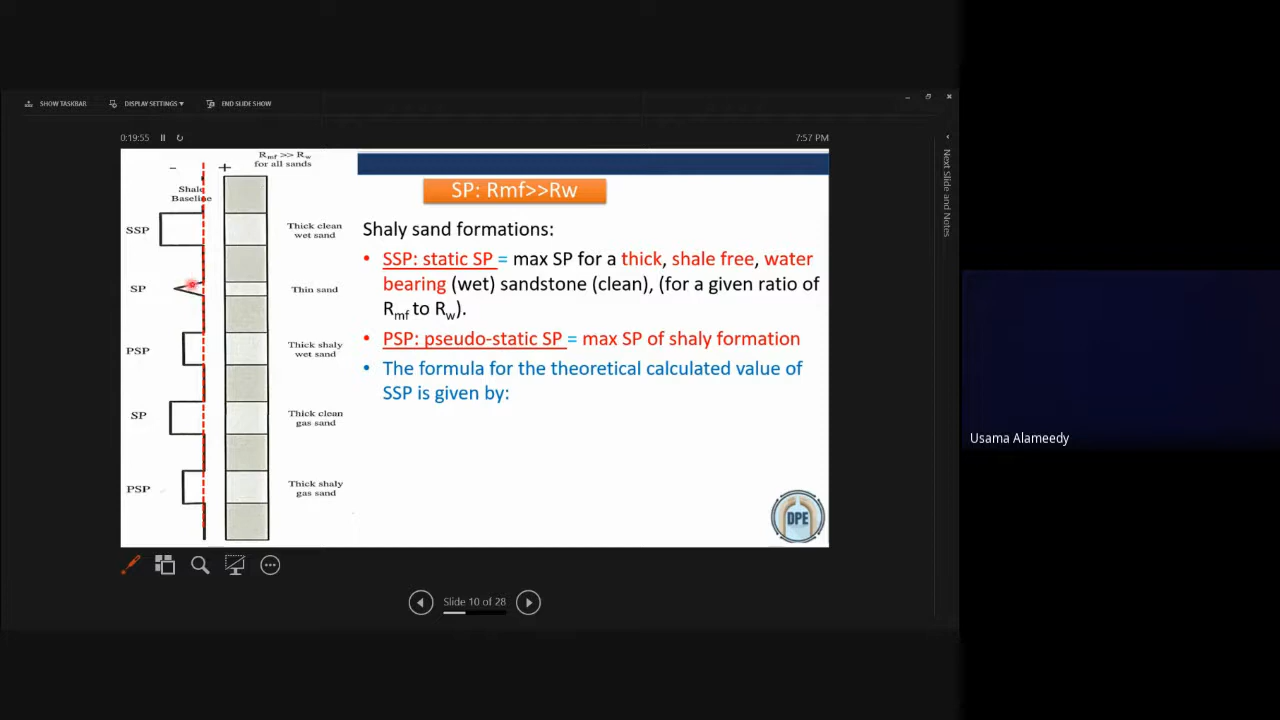 SHOW TASKBAR DISPLAY SETTINGS ▾ END SLIDE SHOW
0:19:55
7:57 PM
Next Slide and Notes
Rmf >> Rw
for all sands
− +
Shale
Baseline
SSP
Thick clean
wet sand
SP
Thin sand
PSP
Thick shaly
wet sand
SP
Thick clean
gas sand
PSP
Thick shaly
gas sand
SP: Rmf>>Rw
Shaly sand formations:
• SSP: static SP = max SP for a thick, shale free, water
bearing (wet) sandstone (clean), (for a given ratio of
Rmf to Rw).
• PSP: pseudo-static SP = max SP of shaly formation
• The formula for the theoretical calculated value of
SSP is given by:
DPE
Slide 10 of 28
Usama Alameedy